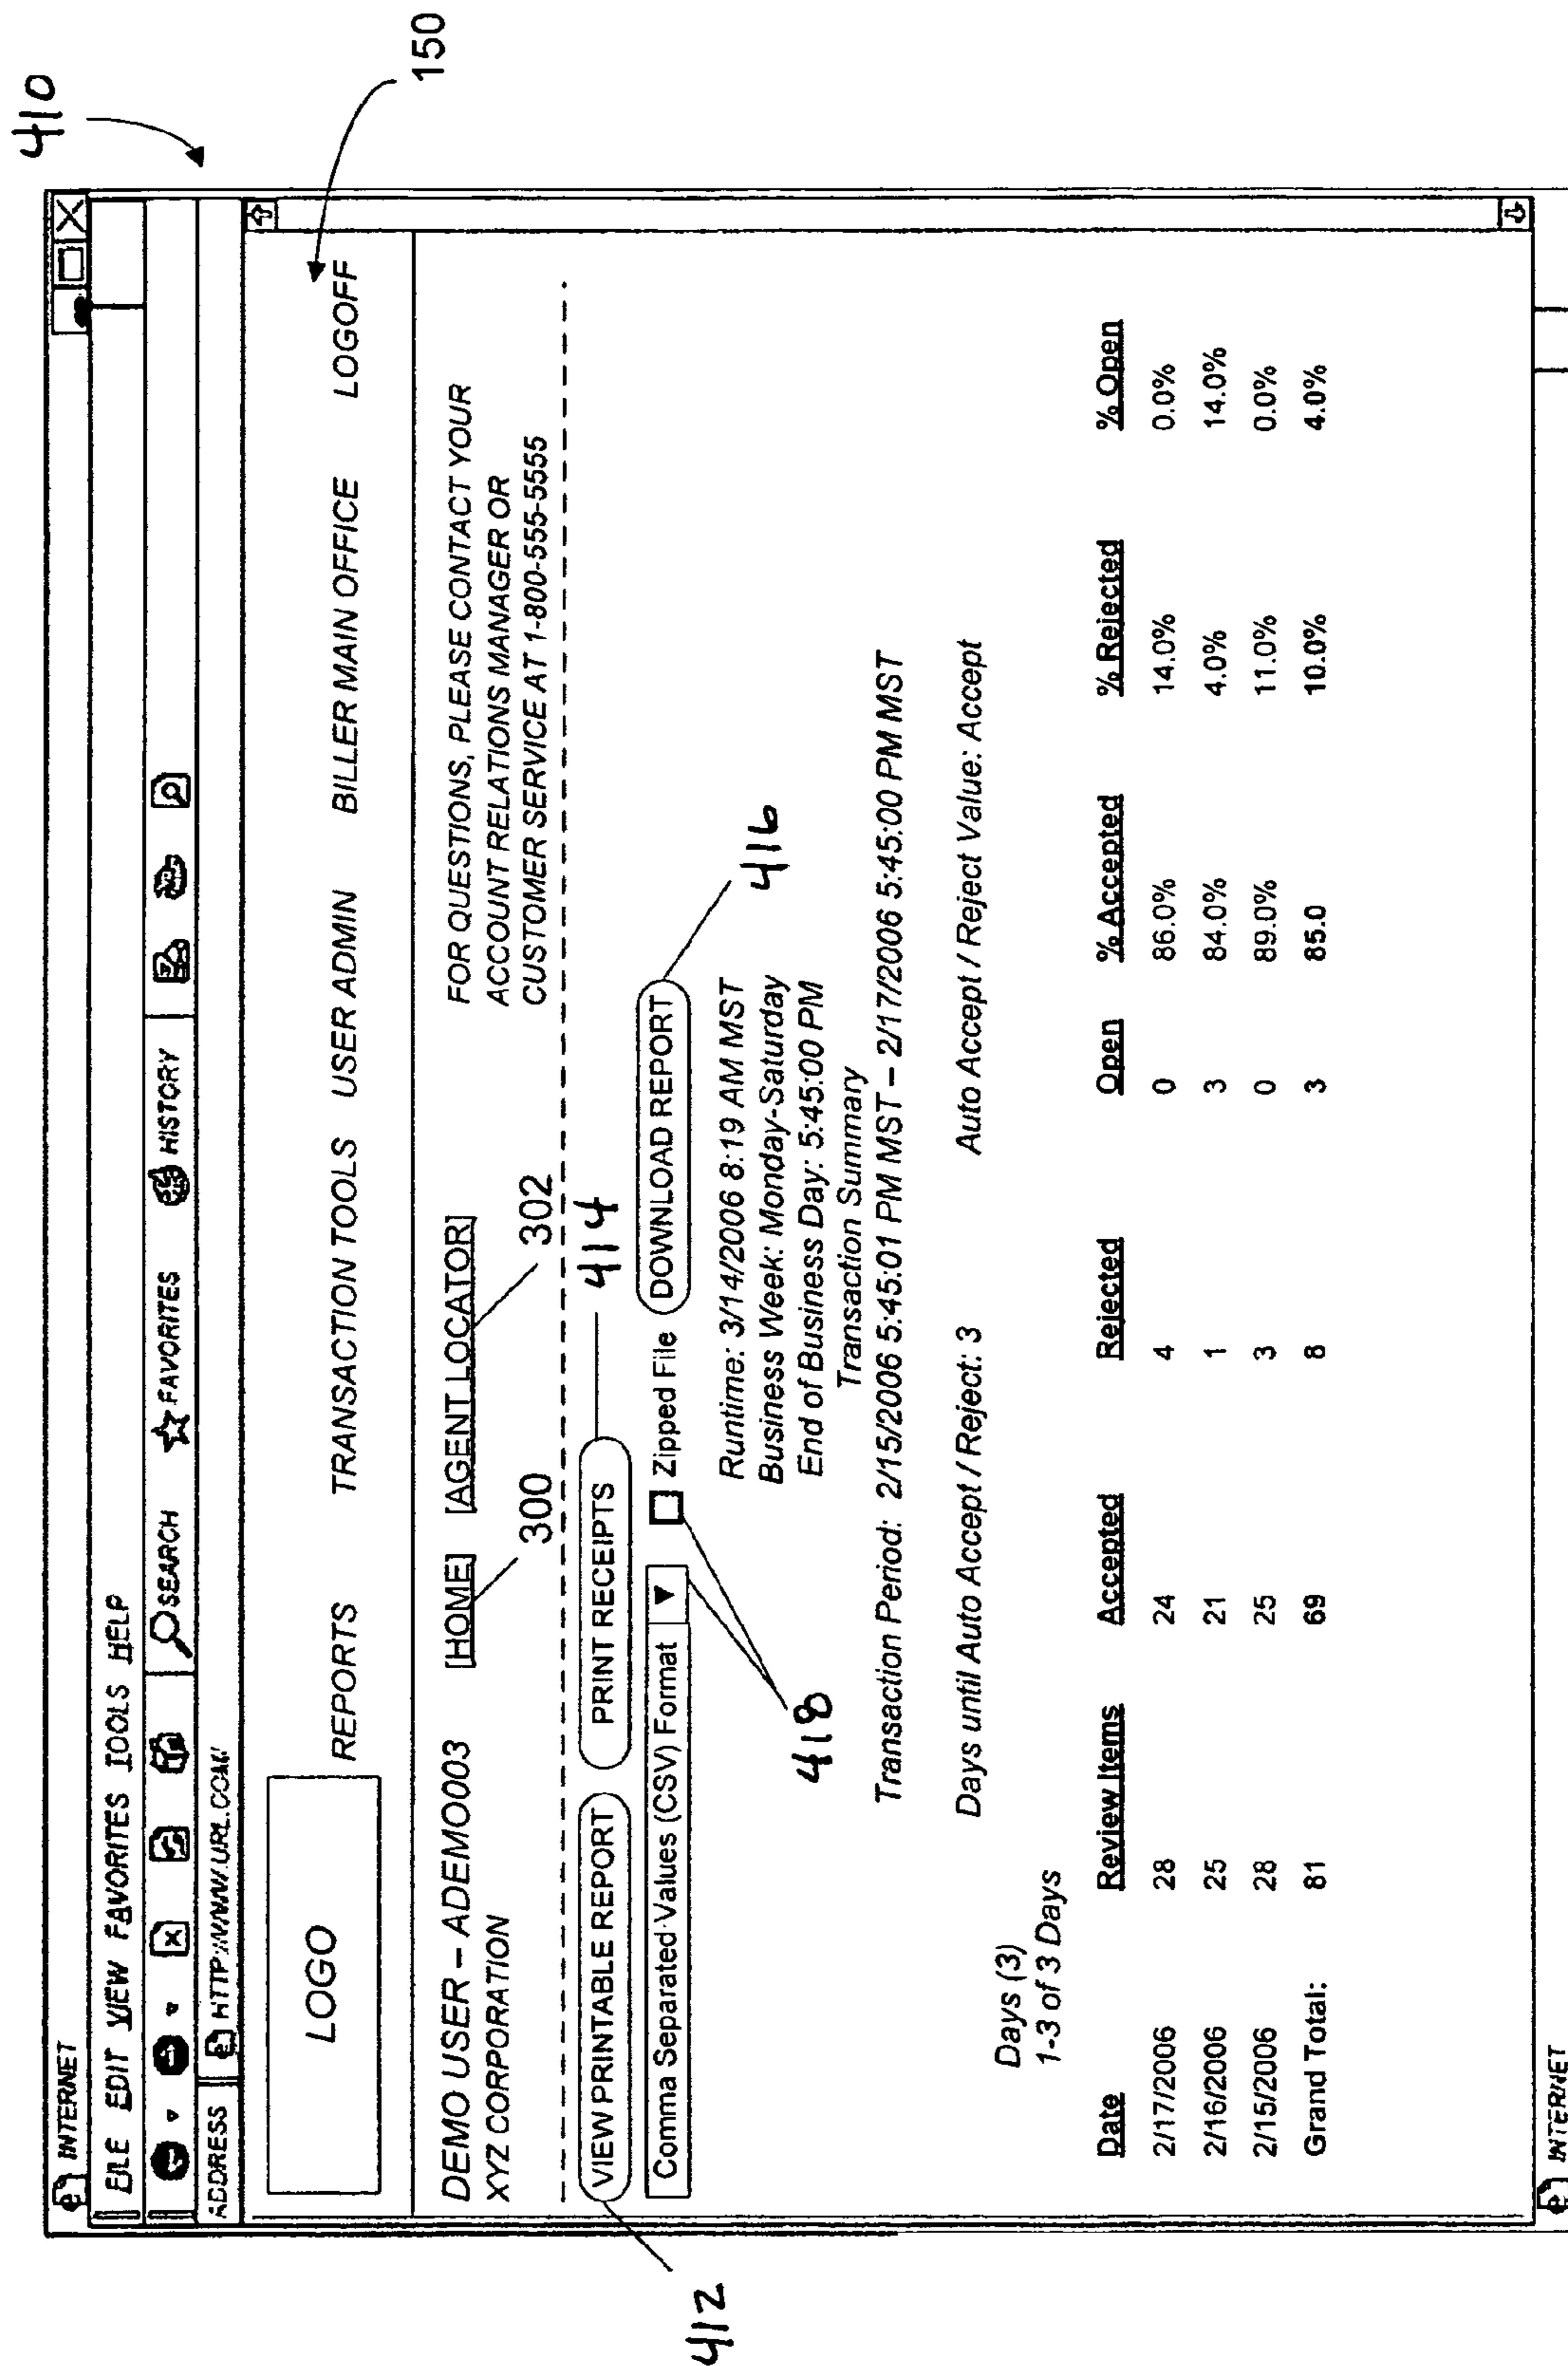 410
INTERNET
FILE EDIT VIEW FAVORITES TOOLS HELP
SEARCH FAVORITES HISTORY
ADDRESS HTTP://WWW.URL.COM/
150
LOGO REPORTS TRANSACTION TOOLS USER ADMIN BILLER MAIN OFFICE LOGOFF
DEMO USER – ADEMO003 [HOME] [AGENT LOCATOR] FOR QUESTIONS, PLEASE CONTACT YOUR
XYZ CORPORATION ACCOUNT RELATIONS MANAGER OR
300 302 CUSTOMER SERVICE AT 1-800-555-5555
412 414
VIEW PRINTABLE REPORT PRINT RECEIPTS
Comma Separated Values (CSV) Format Zipped File DOWNLOAD REPORT
418 416
Runtime: 3/14/2006 8:19 AM MST
Business Week: Monday-Saturday
End of Business Day: 5:45:00 PM
Transaction Summary
Transaction Period: 2/15/2006 5:45:01 PM MST – 2/17/2006 5:45:00 PM MST
Days until Auto Accept / Reject: 3 Auto Accept / Reject Value: Accept
Days (3)
1-3 of 3 Days
Date Review Items Accepted Rejected Open % Accepted % Rejected % Open
2/17/2006 28 24 4 0 86.0% 14.0% 0.0%
2/16/2006 25 21 1 3 84.0% 4.0% 14.0%
2/15/2006 28 25 3 0 89.0% 11.0% 0.0%
Grand Total: 81 69 8 3 85.0 10.0% 4.0%
INTERNET